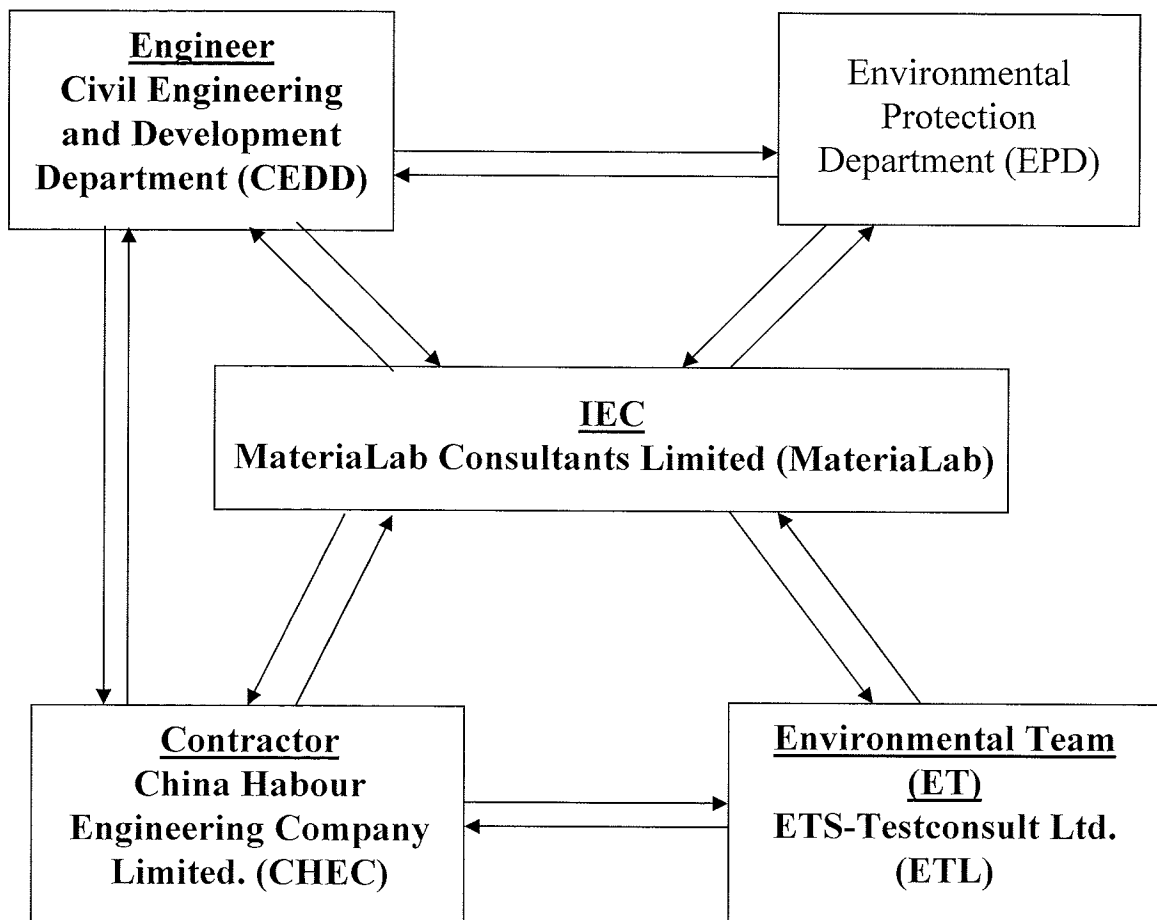 Engineer
Civil Engineering
and Development
Department (CEDD)
Environmental
Protection
Department (EPD)
IEC
MateriaLab Consultants Limited (MateriaLab)
Contractor
China Habour
Engineering Company
Limited. (CHEC)
Environmental Team
(ET)
ETS-Testconsult Ltd.
(ETL)